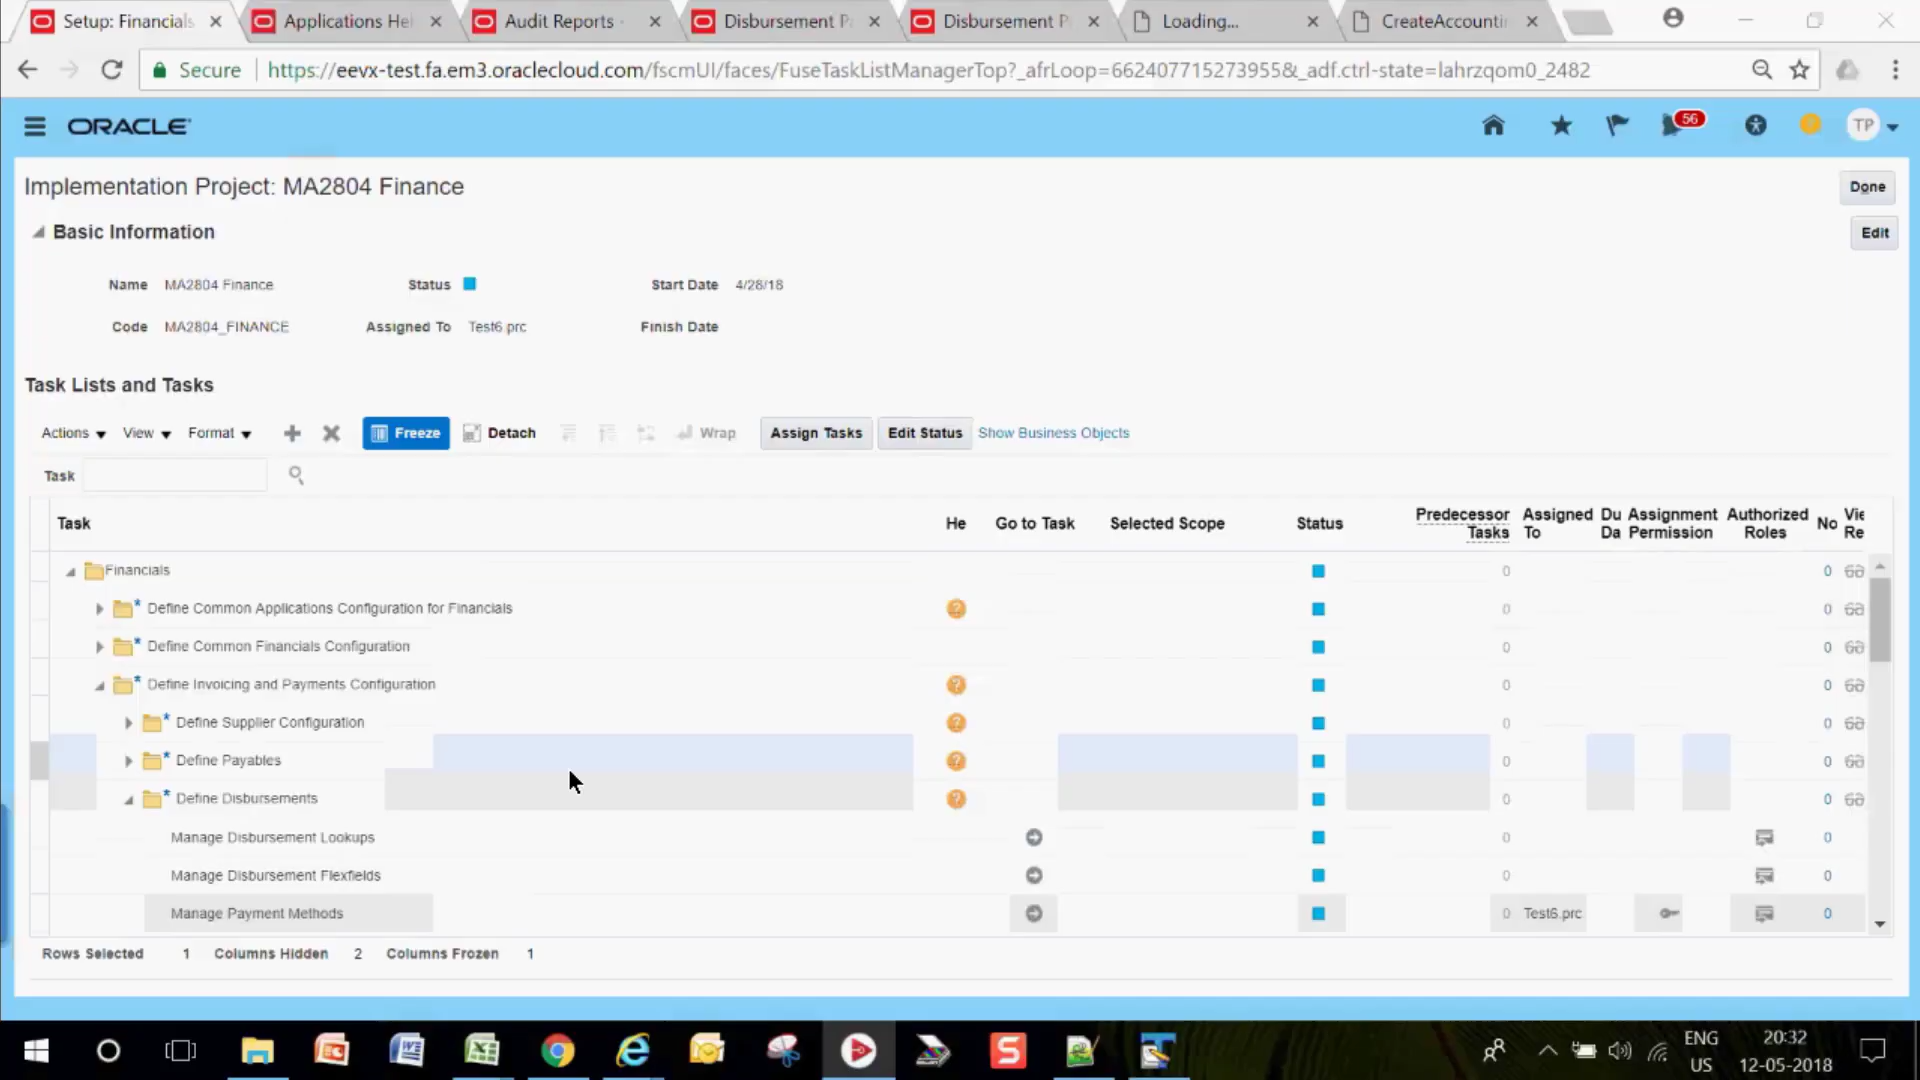 Setup: Financials
Applications Hel
Audit Reports -
Disbursement P
Disbursement P
Loading...
CreateAccountin
Secure
https://eevx-test.fa.em3.oraclecloud.com/fscmUI/faces/FuseTaskListManagerTop?_afrLoop=662407715273955&_adf.ctrl-state=lahrzqom0_2482
ORACLE
56
TP
Implementation Project: MA2804 Finance
Done
Basic Information
Edit
Name MA2804 Finance Status Start Date 4/28/18
Code MA2804_FINANCE Assigned To Test6.prc Finish Date
Task Lists and Tasks
Actions View Format Freeze Detach Wrap Assign Tasks Edit Status Show Business Objects
Task
Task He Go to Task Selected Scope Status Predecessor Tasks Assigned To Du Da Assignment Permission Authorized Roles No Vie Re
Financials 0 0
Define Common Applications Configuration for Financials ? 0 0
Define Common Financials Configuration 0 0
Define Invoicing and Payments Configuration ? 0 0
Define Supplier Configuration ? 0 0
Define Payables ? 0 0
Define Disbursements ? 0 0
Manage Disbursement Lookups 0 0
Manage Disbursement Flexfields 0 0
Manage Payment Methods 0 Test6.prc 0
Rows Selected 1 Columns Hidden 2 Columns Frozen 1
ENG
US
20:32
12-05-2018